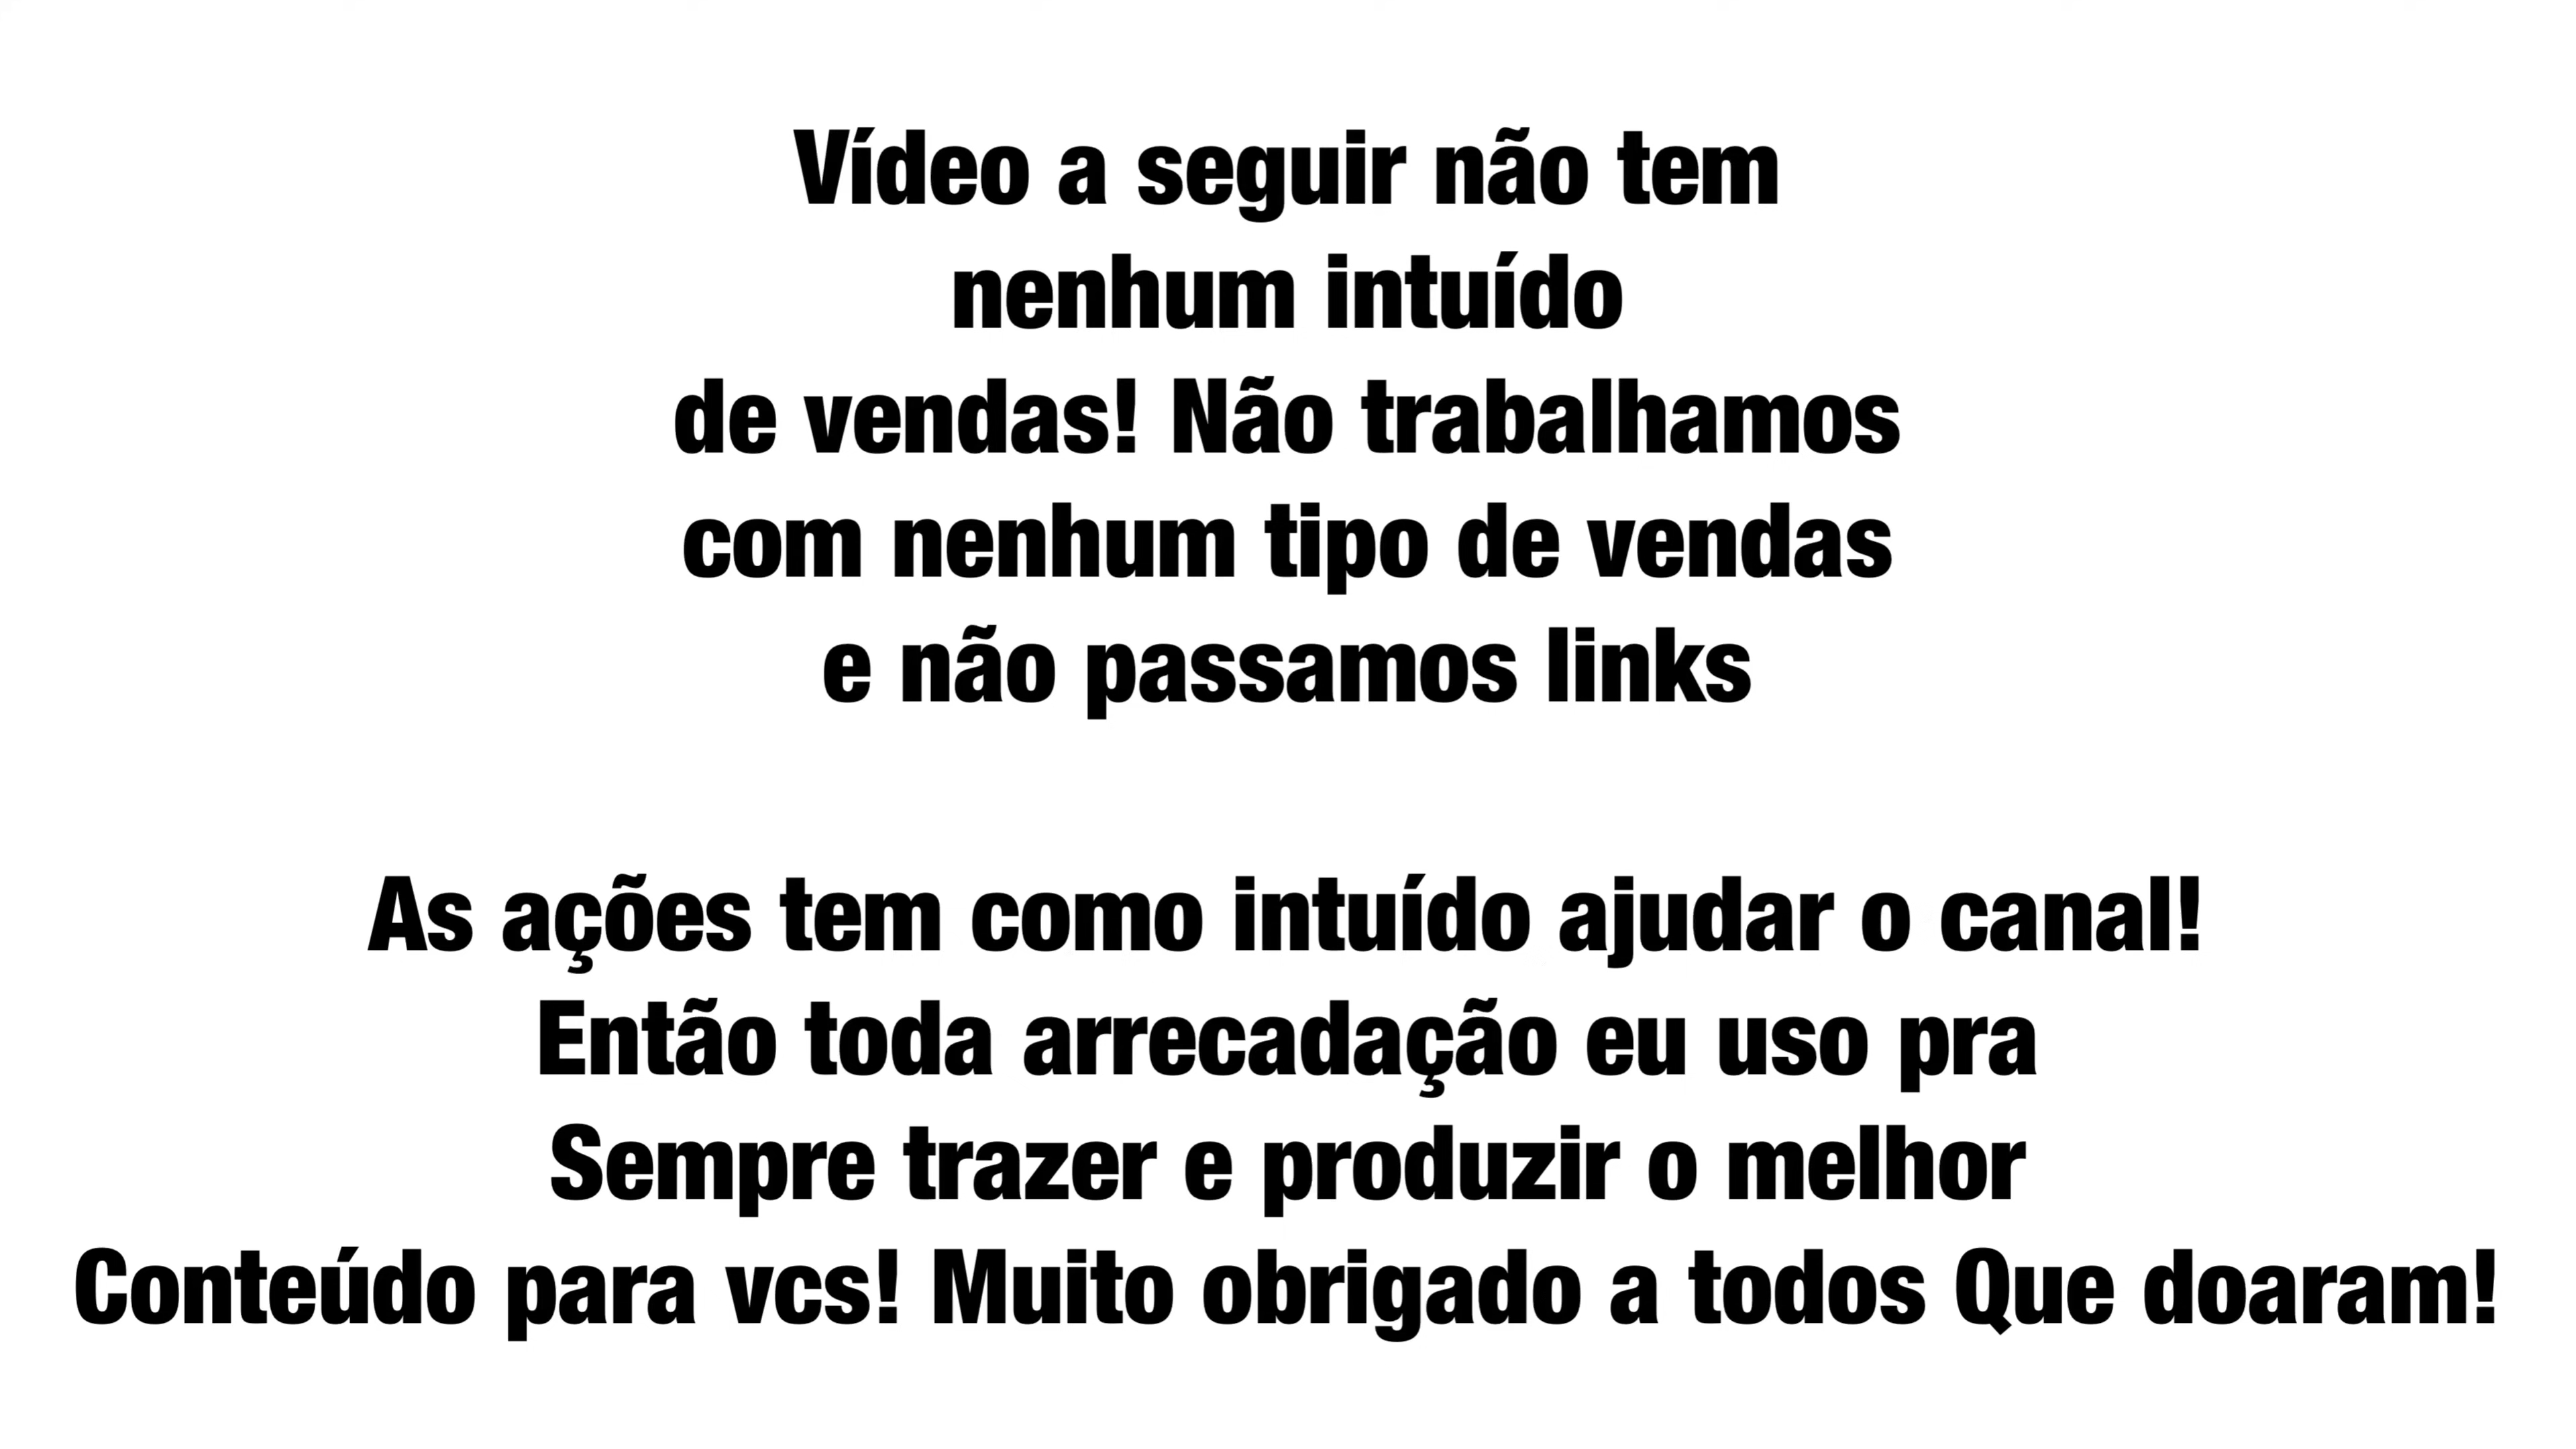 Vídeo a seguir não tem
nenhum intuído
de vendas! Não trabalhamos
com nenhum tipo de vendas
e não passamos links
As ações tem como intuído ajudar o canal!
Então toda arrecadação eu uso pra
Sempre trazer e produzir o melhor
Conteúdo para vcs! Muito obrigado a todos Que doaram!